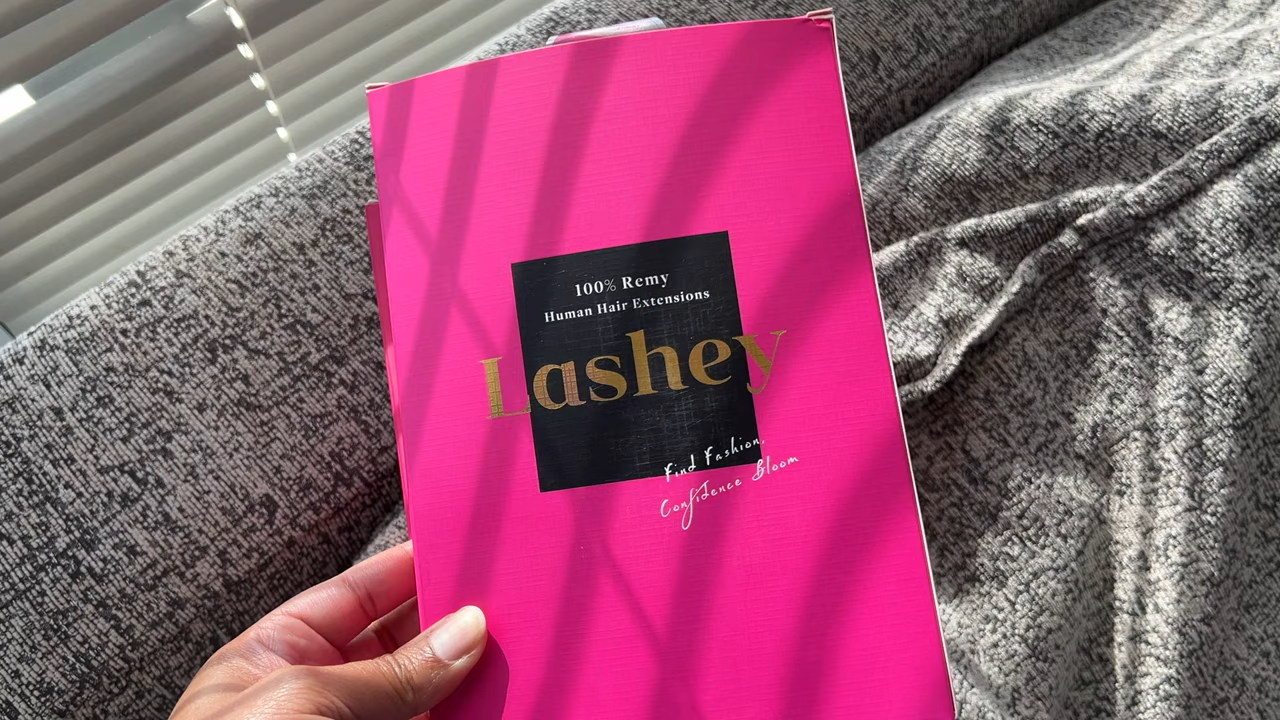 100% Remy
Human Hair Extensions
Lashey
Find Fashion,
Confidence Bloom